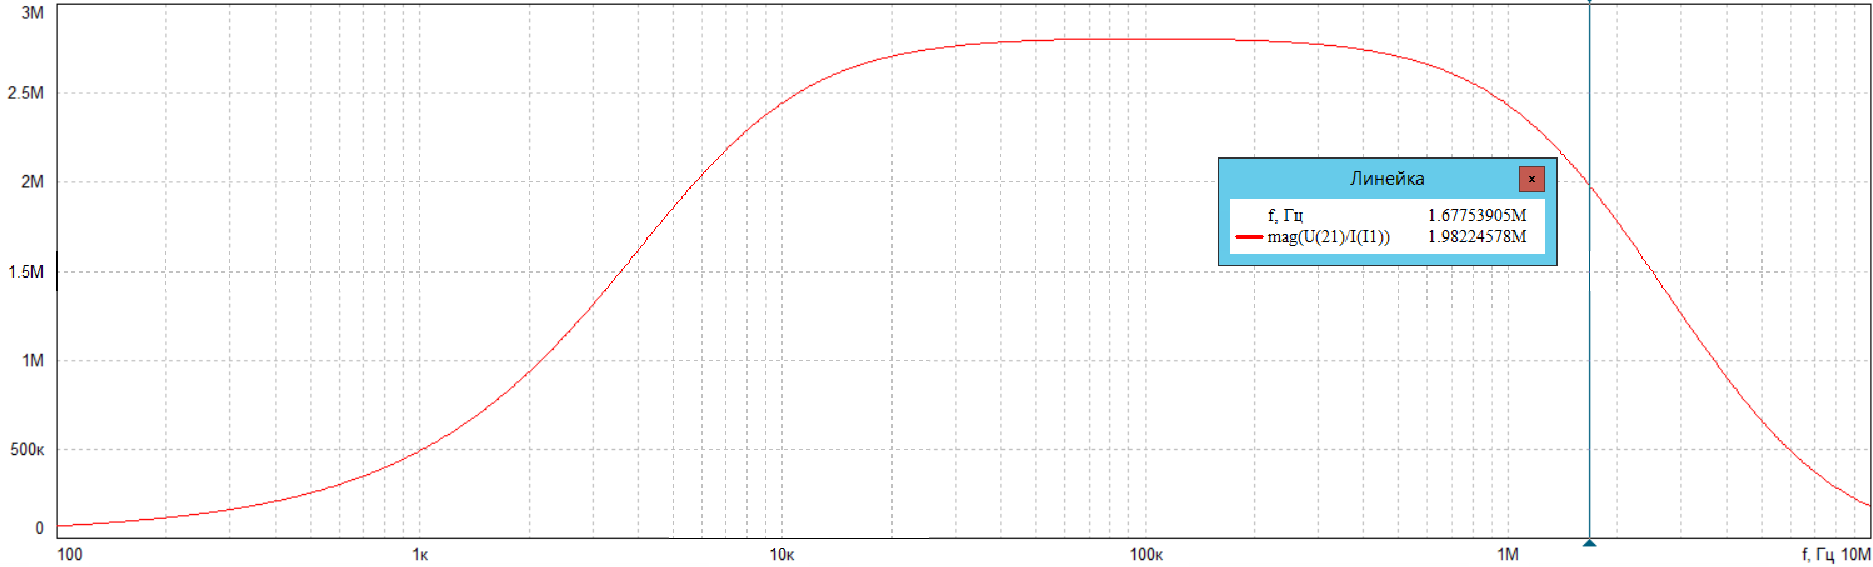 3M
2.5M
2M
1.5M
1M
500к
0
Линейка
x
f, Гц 1.67753905M
mag(U(21)/I(I1)) 1.98224578M
100 1к 10к 100к 1M f, Гц 10M